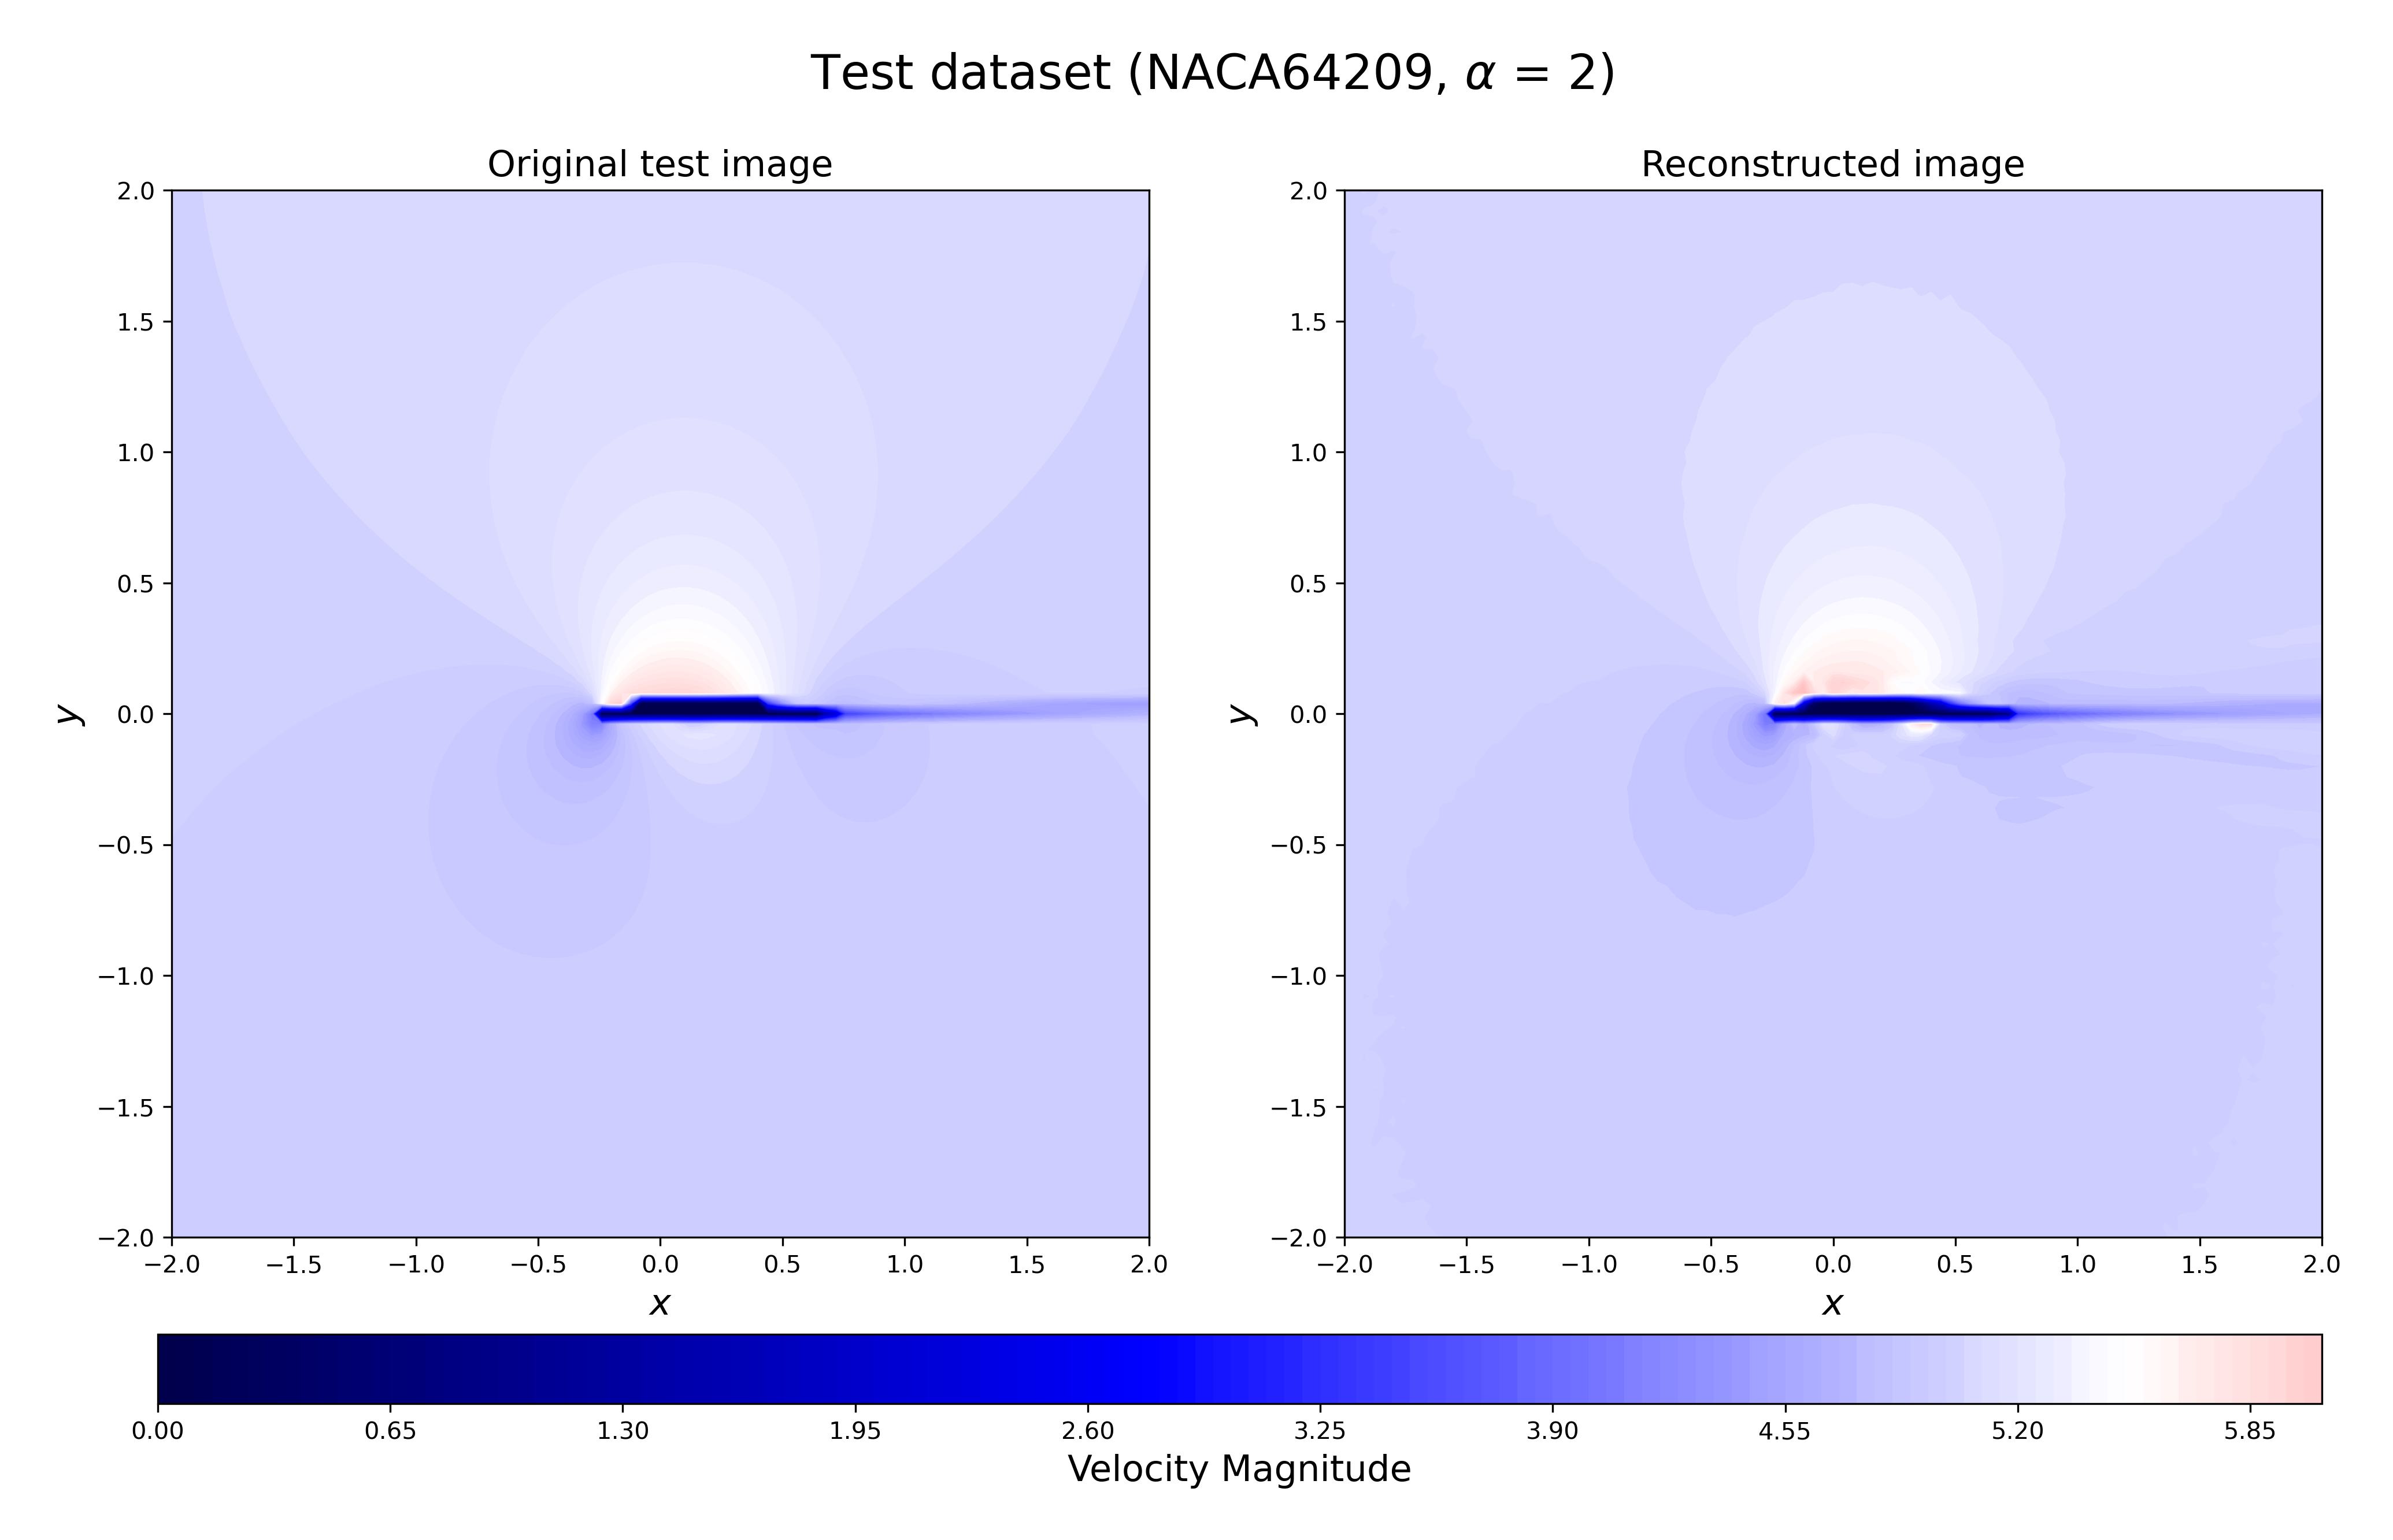 Test dataset (NACA64209, α = 2)
Original test image
Reconstructed image
2.0
1.5
1.0
0.5
0.0
−0.5
−1.0
−1.5
−2.0
y
−2.0 −1.5 −1.0 −0.5 0.0 0.5 1.0 1.5 2.0
x
2.0
1.5
1.0
0.5
0.0
−0.5
−1.0
−1.5
−2.0
y
−2.0 −1.5 −1.0 −0.5 0.0 0.5 1.0 1.5 2.0
x
0.00 0.65 1.30 1.95 2.60 3.25 3.90 4.55 5.20 5.85
Velocity Magnitude